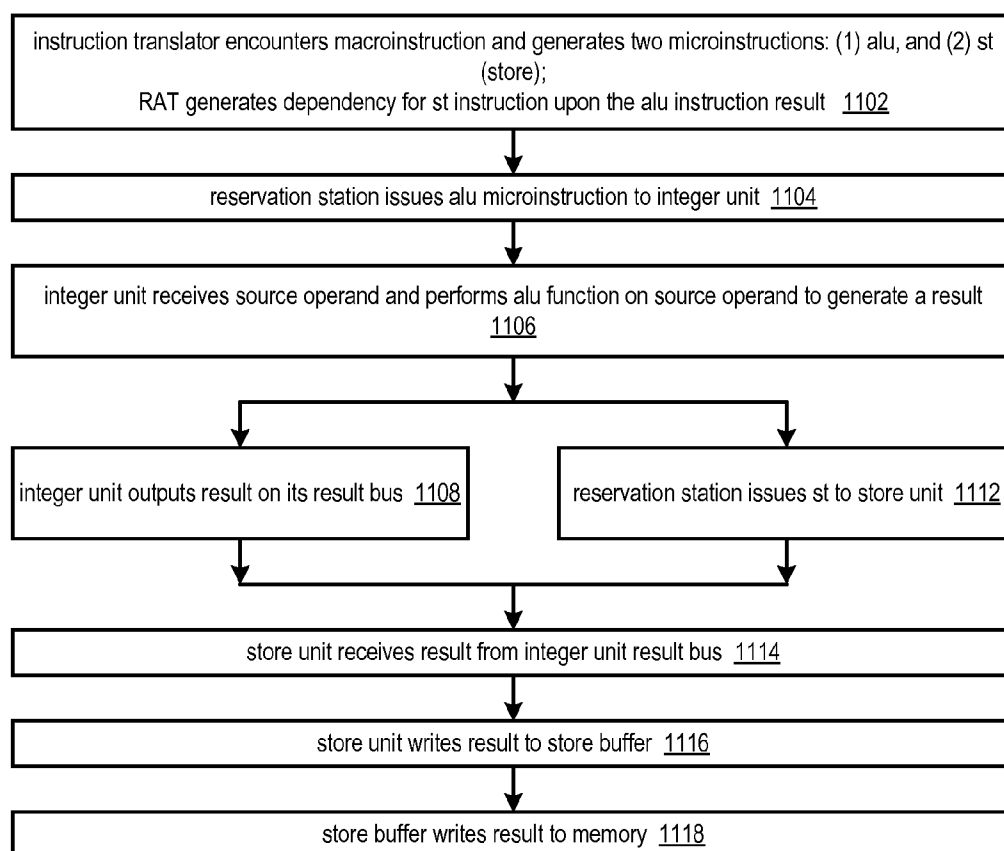 instruction translator encounters macroinstruction and generates two microinstructions: (1) alu, and (2) st
(store);
RAT generates dependency for st instruction upon the alu instruction result 1102
reservation station issues alu microinstruction to integer unit 1104
integer unit receives source operand and performs alu function on source operand to generate a result
1106
integer unit outputs result on its result bus 1108
reservation station issues st to store unit 1112
store unit receives result from integer unit result bus 1114
store unit writes result to store buffer 1116
store buffer writes result to memory 1118